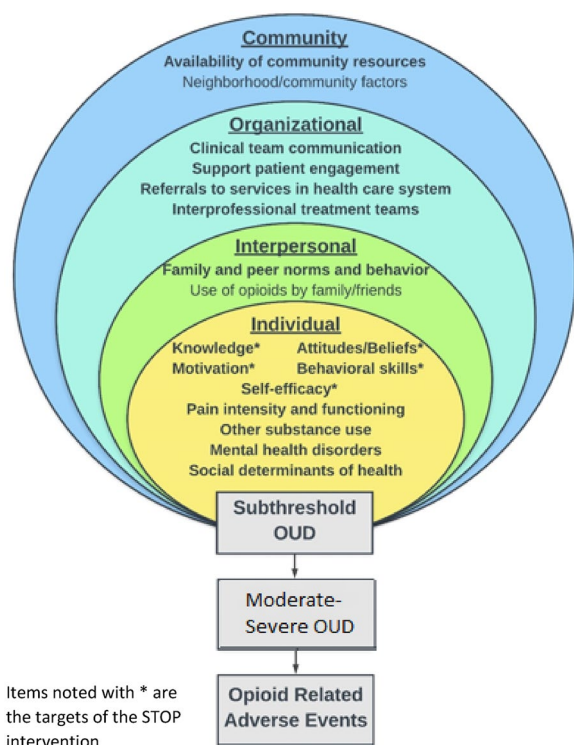 Community
Availability of community resources
Neighborhood/community factors
Organizational
Clinical team communication
Support patient engagement
Referrals to services in health care system
Interprofessional treatment teams
Interpersonal
Family and peer norms and behavior
Use of opioids by family/friends
Individual
Knowledge* Attitudes/Beliefs*
Motivation* Behavioral skills*
Self-efficacy*
Pain intensity and functioning
Other substance use
Mental health disorders
Social determinants of health
Subthreshold
OUD
Moderate-
Severe OUD
Opioid Related
Adverse Events
Items noted with * are
the targets of the STOP
intervention